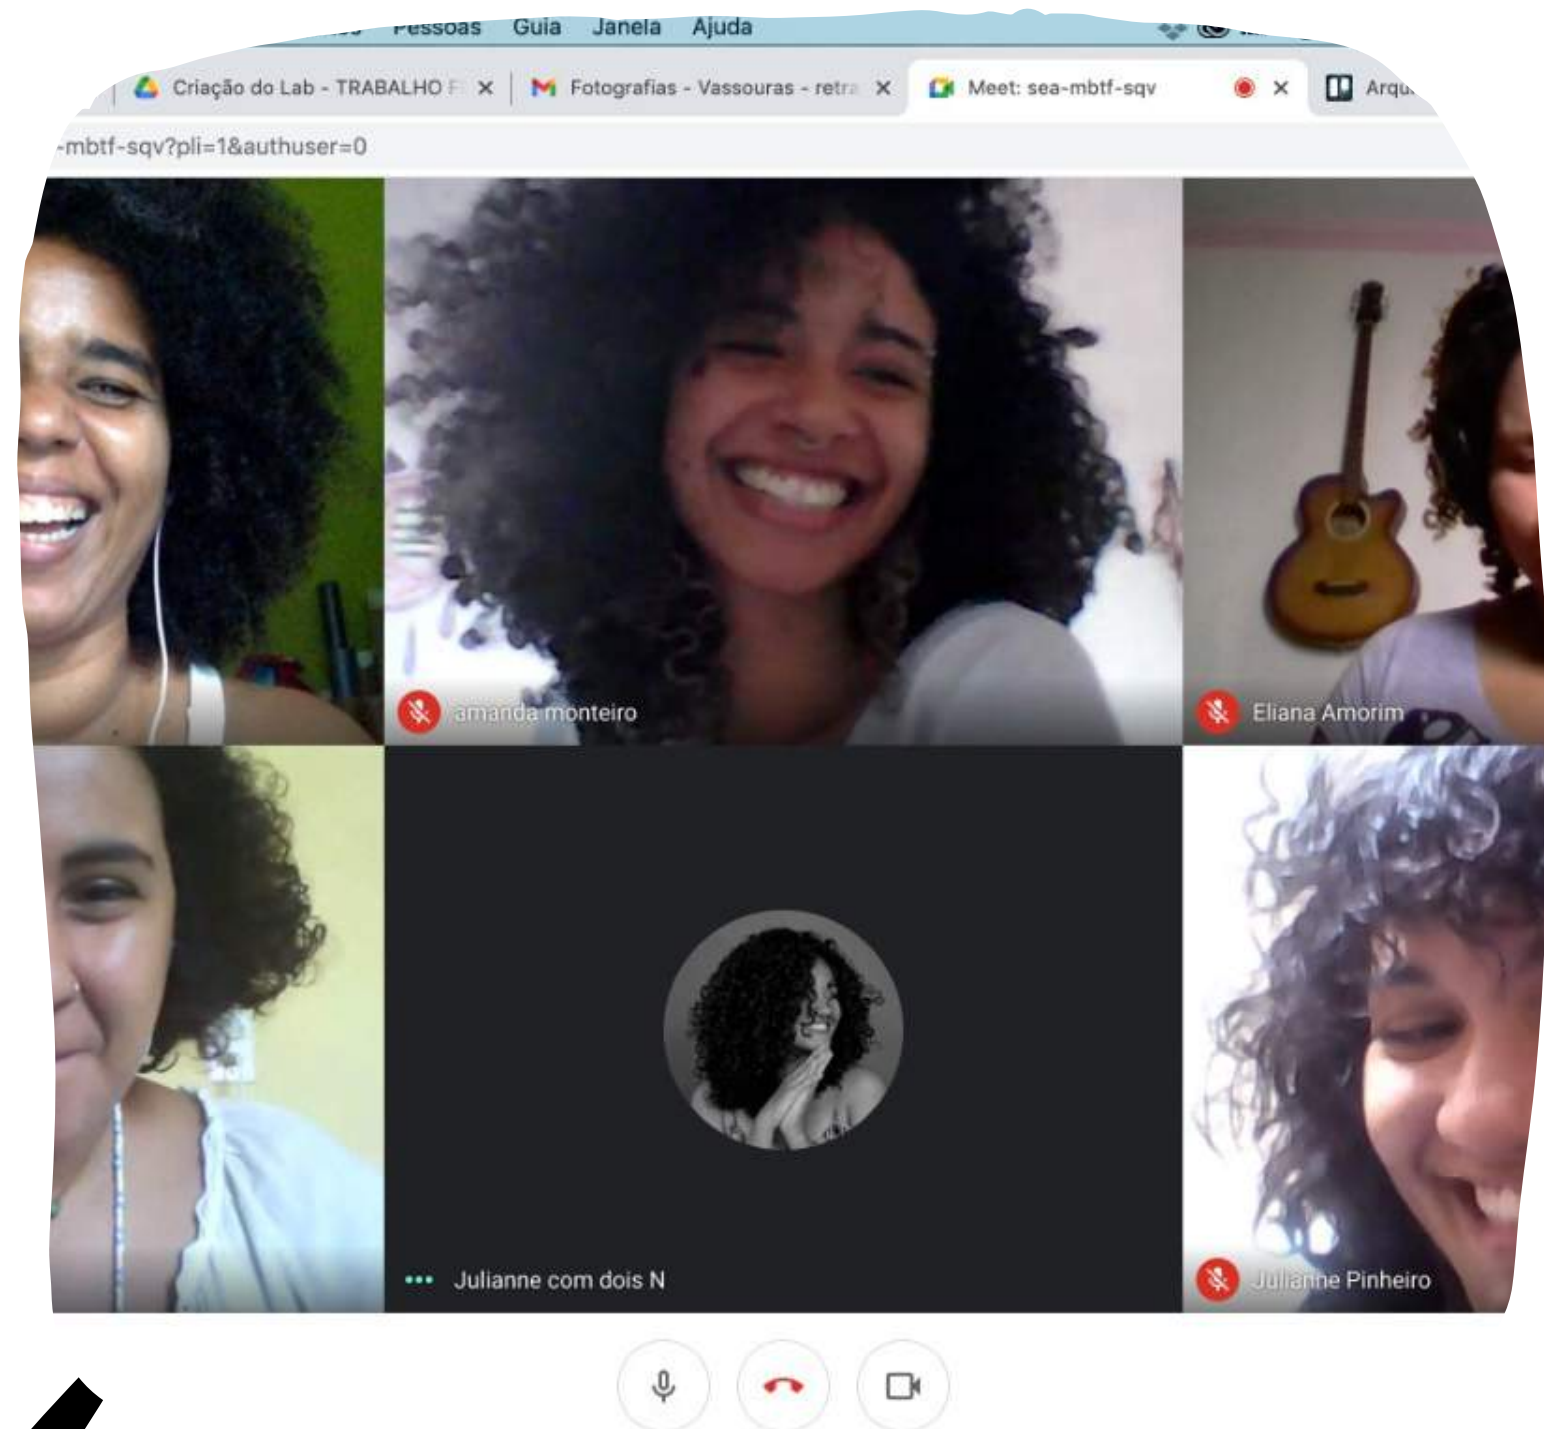 Pessoas Guia Janela Ajuda
Criação do Lab - TRABALHO F Fotografias - Vassouras - retra Meet: sea-mbtf-sqv
-mbtf-sqv?pli=1&authuser=0
amanda monteiro
Eliana Amorim
Julianne com dois N
Julianne Pinheiro